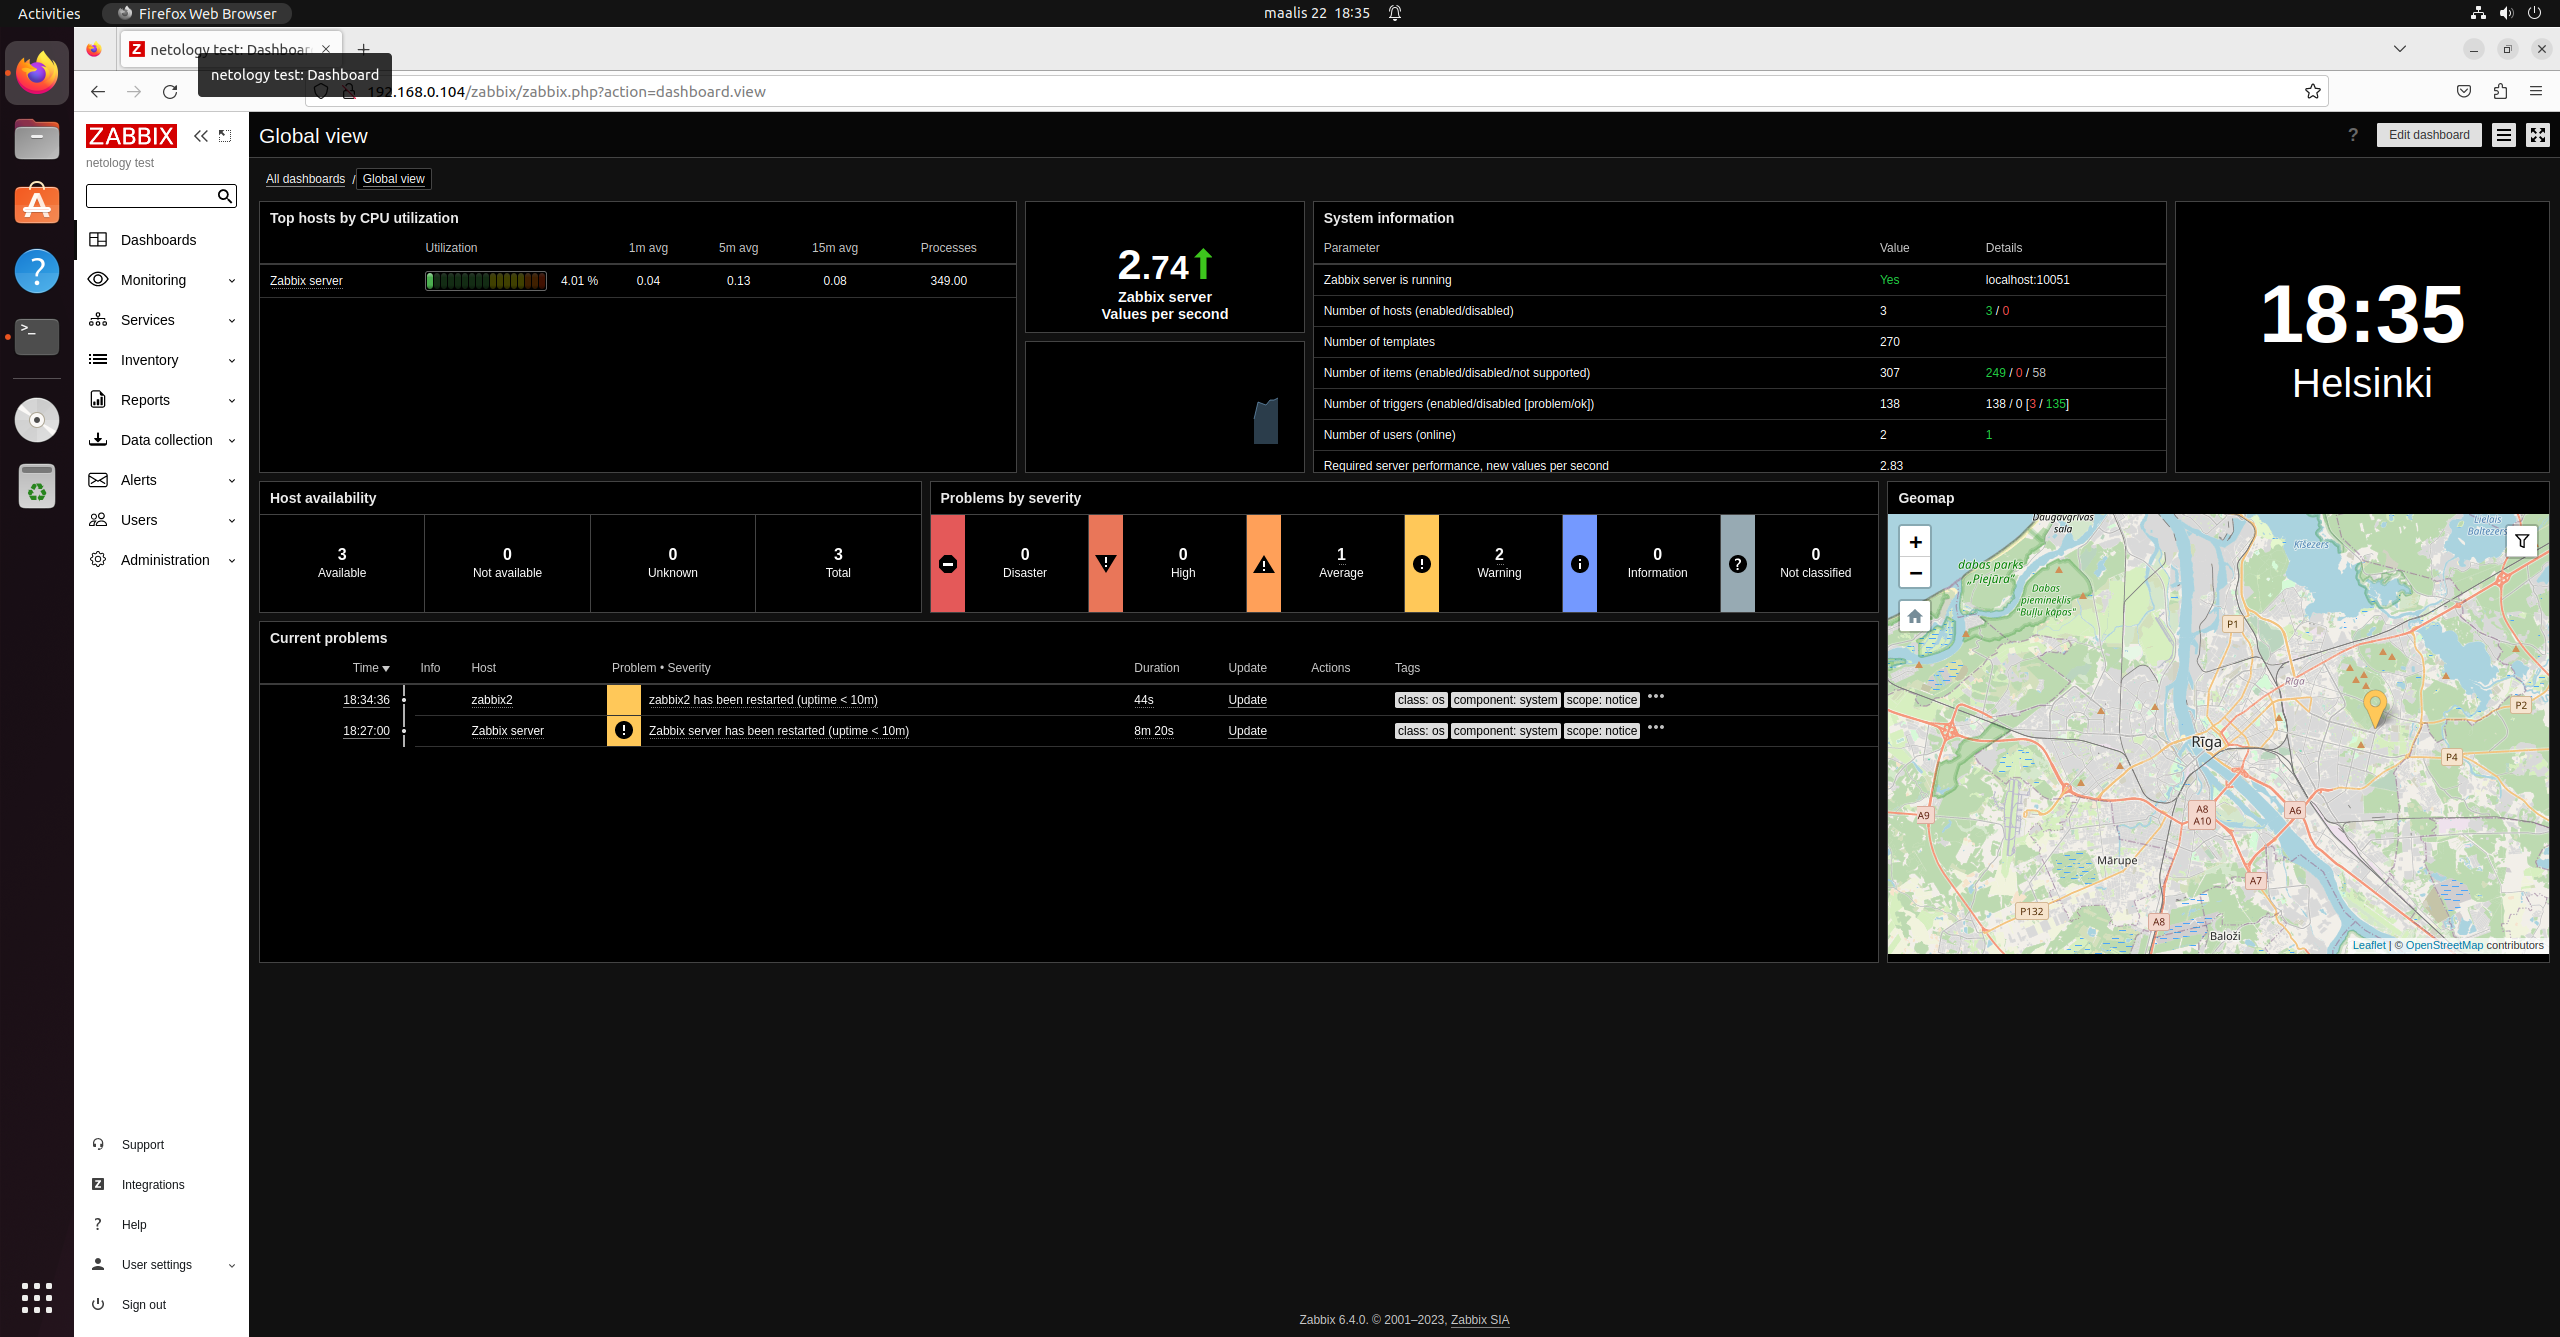 Activities
Firefox Web Browser
maalis 22 18:35
netology test: Dashboar
netology test: Dashboard
192.168.0.104/zabbix/zabbix.php?action=dashboard.view
ZABBIX
netology test
Dashboards
Monitoring
Services
Inventory
Reports
Data collection
Alerts
Users
Administration
Support
Integrations
Help
User settings
Sign out
Global view
? Edit dashboard
All dashboards / Global view
Top hosts by CPU utilization
Utilization 1m avg 5m avg 15m avg Processes
Zabbix server 4.01 % 0.04 0.13 0.08 349.00
2.74
Zabbix server
Values per second
System information
Parameter Value Details
Zabbix server is running Yes localhost:10051
Number of hosts (enabled/disabled) 3 3 / 0
Number of templates 270
Number of items (enabled/disabled/not supported) 307 249 / 0 / 58
Number of triggers (enabled/disabled [problem/ok]) 138 138 / 0 [3 / 135]
Number of users (online) 2 1
Required server performance, new values per second 2.83
18:35
Helsinki
Host availability
3 Available
0 Not available
0 Unknown
3 Total
Problems by severity
0 Disaster
0 High
1 Average
2 Warning
0 Information
0 Not classified
Geomap
Daugavgrīvas
sala
Lielais
Baltezers
Ķīšezers
dabas parks
„Piejūra”
Dabas
piemineklis
"Buļļu kāpas"
P1
Rīga
P2
Rīga
P4
A9
A8
A10
A6
Mārupe
A7
P132
A8
Baloži
Leaflet | © OpenStreetMap contributors
Current problems
Time Info Host Problem • Severity Duration Update Actions Tags
18:34:36 zabbix2 zabbix2 has been restarted (uptime < 10m) 44s Update class: os component: system scope: notice •••
18:27:00 Zabbix server Zabbix server has been restarted (uptime < 10m) 8m 20s Update class: os component: system scope: notice •••
Zabbix 6.4.0. © 2001–2023, Zabbix SIA